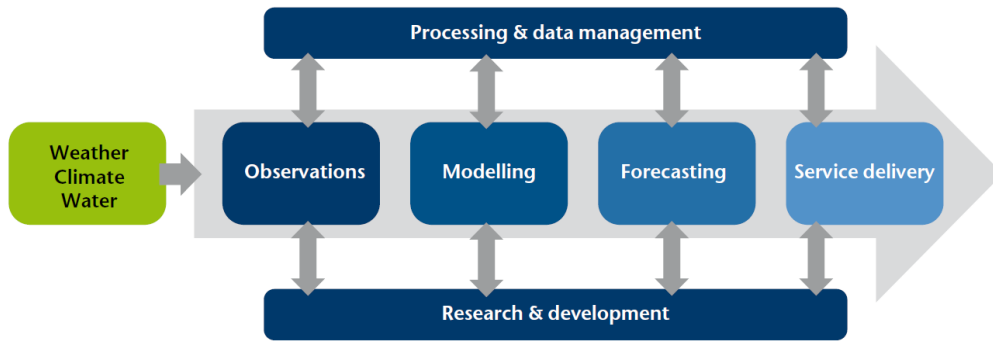 Processing & data management
Weather
Climate
Water
Observations
Modelling
Forecasting
Service delivery
Research & development